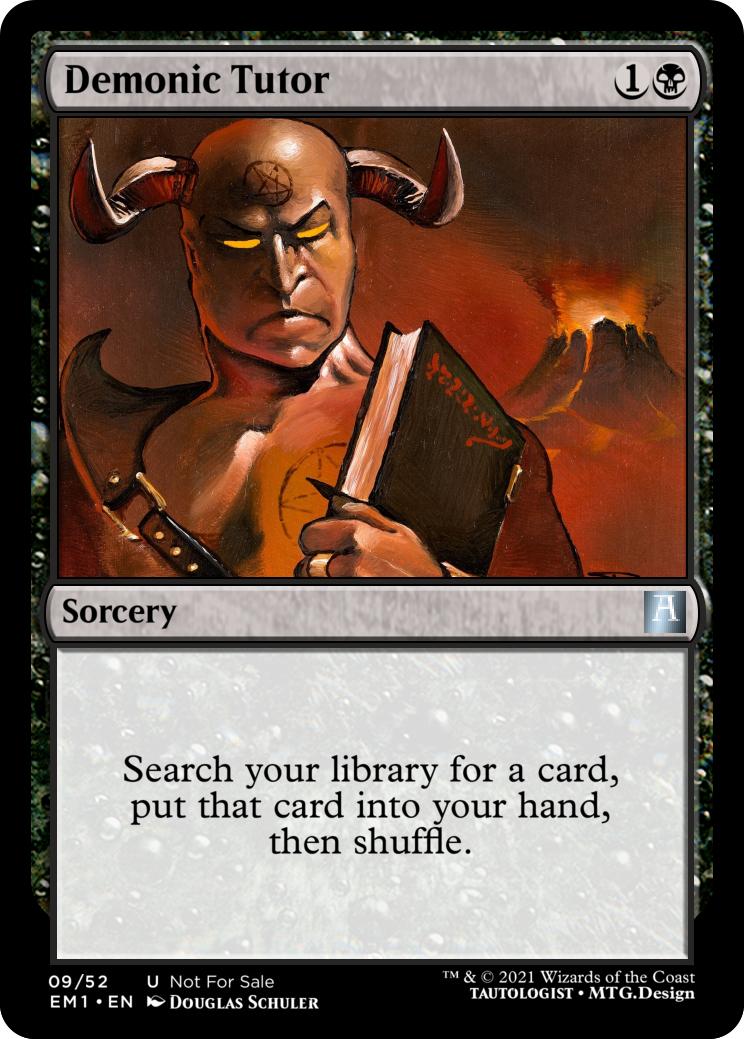 Demonic Tutor 1
Sorcery A
Search your library for a card,
put that card into your hand,
then shuffle.
09/52 U Not For Sale
EM1 • EN DOUGLAS SCHULER
™ & © 2021 Wizards of the Coast
TAUTOLOGIST • MTG.Design